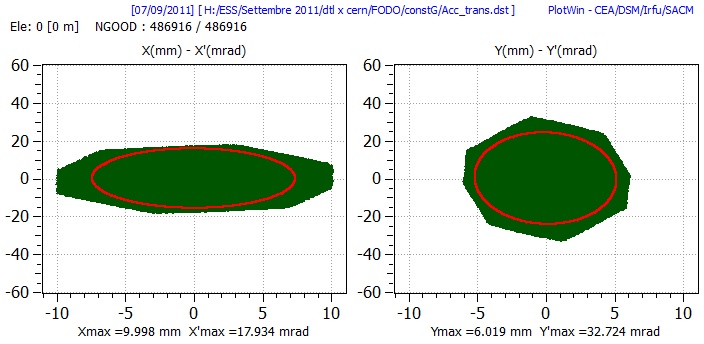 [07/09/2011] [ H:/ESS/Settembre 2011/dtl x cern/FODO/constG/Acc_trans.dst ] PlotWin - CEA/DSM/Irfu/SACM
Ele: 0 [0 m] NGOOD : 486916 / 486916
X(mm) - X'(mrad) Y(mm) - Y'(mrad)
60 60
40 40
20 20
0 0
-20 -20
-40 -40
-60 -60
-10 -5 0 5 10 -10 -5 0 5 10
Xmax =9.998 mm X'max =17.934 mrad Ymax =6.019 mm Y'max =32.724 mrad